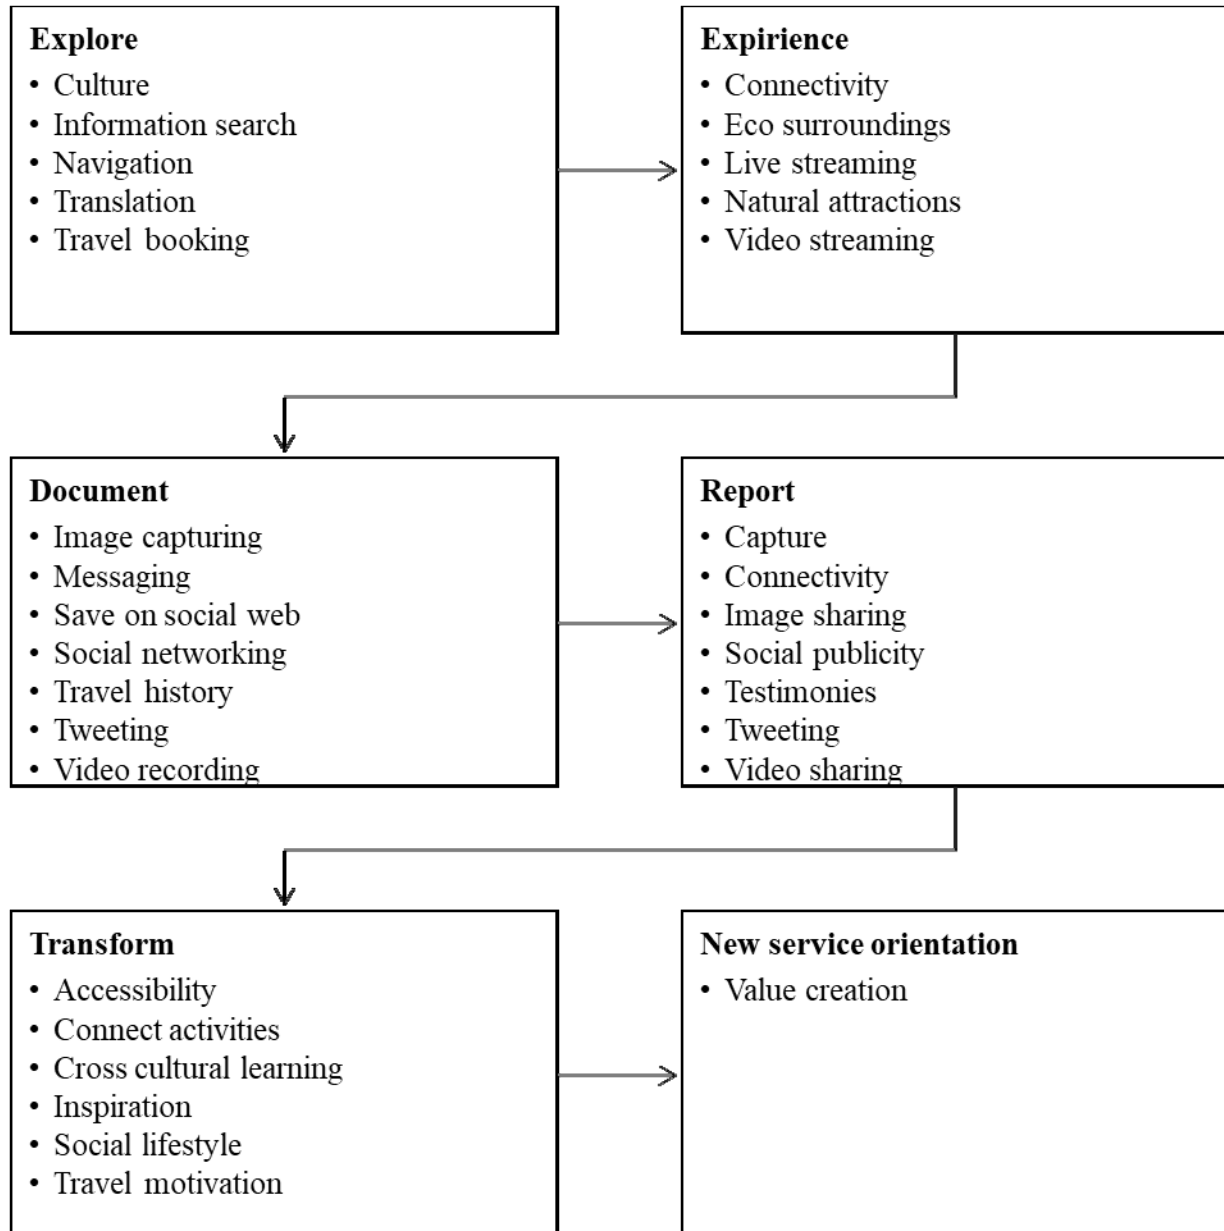 Explore
• Culture
• Information search
• Navigation
• Translation
• Travel booking
Expirience
• Connectivity
• Eco surroundings
• Live streaming
• Natural attractions
• Video streaming
Document
• Image capturing
• Messaging
• Save on social web
• Social networking
• Travel history
• Tweeting
• Video recording
Report
• Capture
• Connectivity
• Image sharing
• Social publicity
• Testimonies
• Tweeting
• Video sharing
Transform
• Accessibility
• Connect activities
• Cross cultural learning
• Inspiration
• Social lifestyle
• Travel motivation
New service orientation
• Value creation